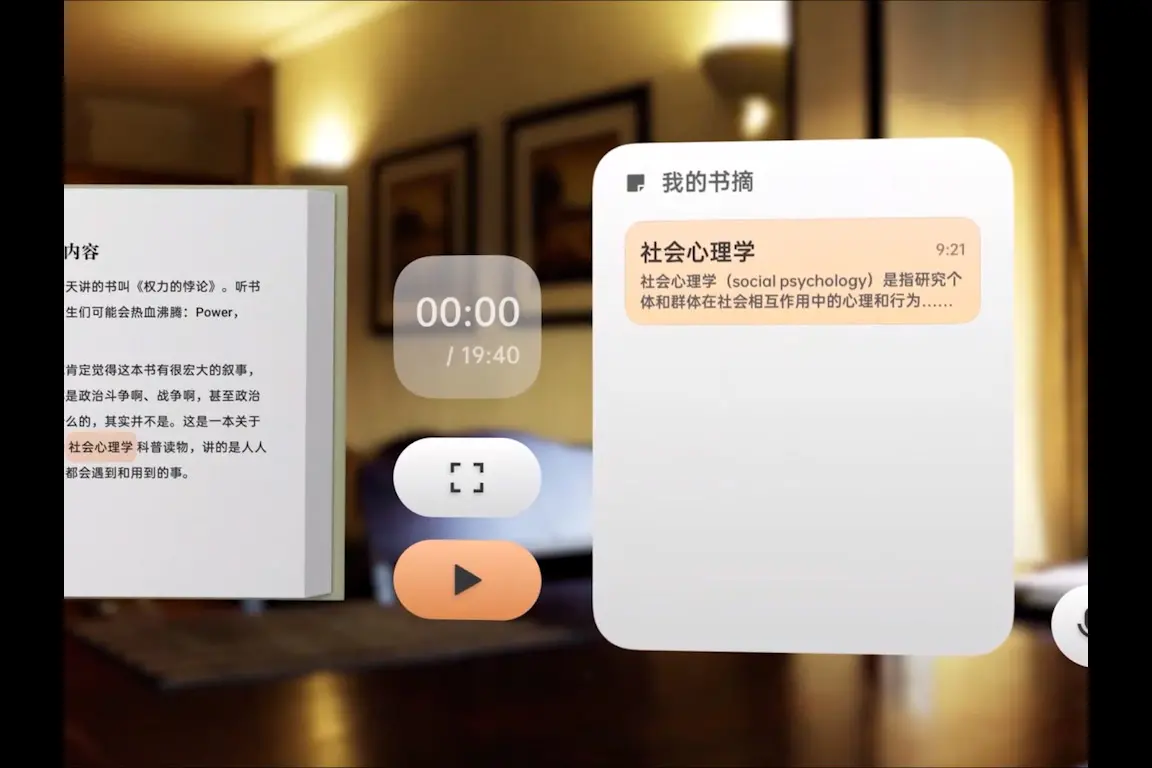 内容
天讲的书叫《权力的悖论》。听书
生们可能会热血沸腾：Power，
肯定觉得这本书有很宏大的叙事，
是政治斗争啊、战争啊，甚至政治
么的，其实并不是。这是一本关于
社会心理学科普读物，讲的是人人
都会遇到和用到的事。
00:00
/ 19:40
我的书摘
社会心理学 9:21
社会心理学（social psychology）是指研究个
体和群体在社会相互作用中的心理和行为……